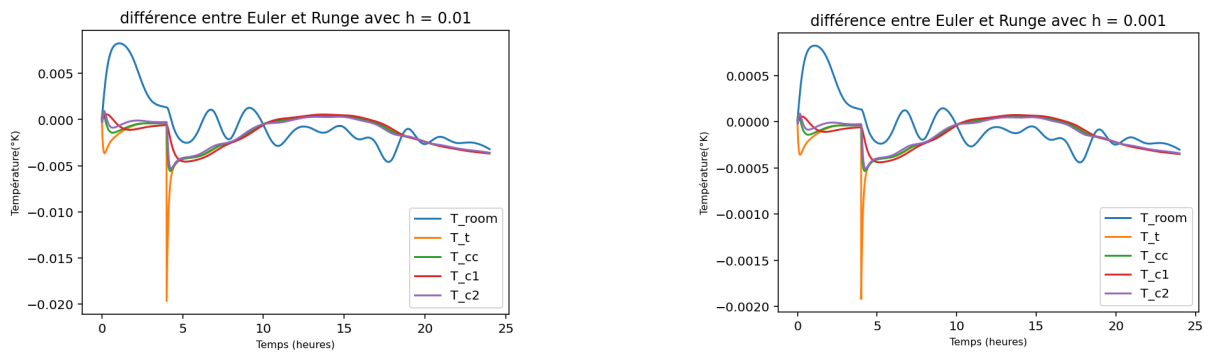 différence entre Euler et Runge avec h = 0.01
0.005
0.000
−0.005
−0.010
−0.015
−0.020
Température(°K)
0 5 10 15 20 25
Temps (heures)
T_room
T_t
T_cc
T_c1
T_c2
différence entre Euler et Runge avec h = 0.001
0.0005
0.0000
−0.0005
−0.0010
−0.0015
−0.0020
Température(°K)
0 5 10 15 20 25
Temps (heures)
T_room
T_t
T_cc
T_c1
T_c2